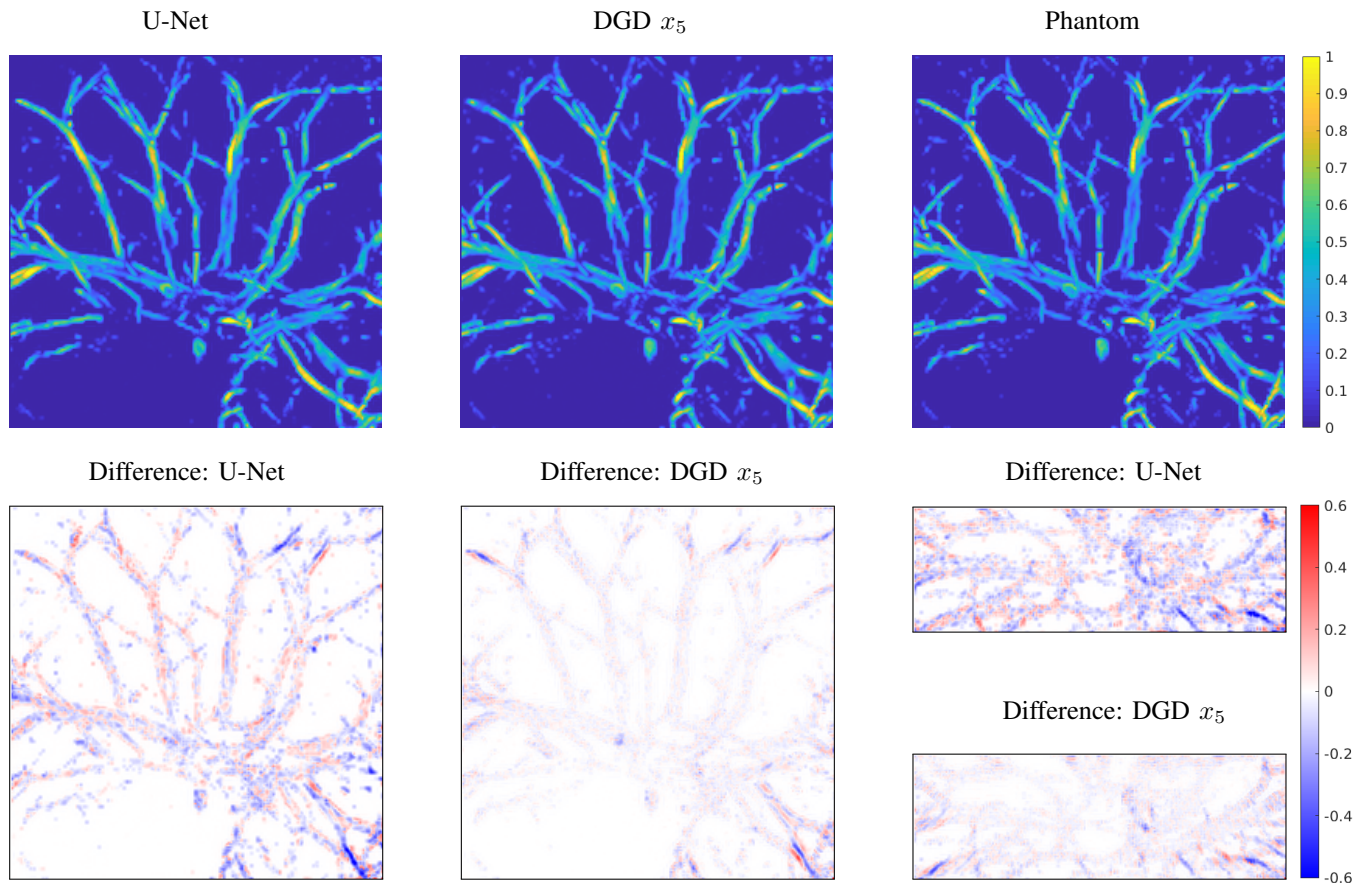 U-Net
DGD x₅
Phantom
1
0.9
0.8
0.7
0.6
0.5
0.4
0.3
0.2
0.1
0
Difference: U-Net
Difference: DGD x₅
Difference: U-Net
0.6
0.4
0.2
0
-0.2
-0.4
-0.6
Difference: DGD x₅